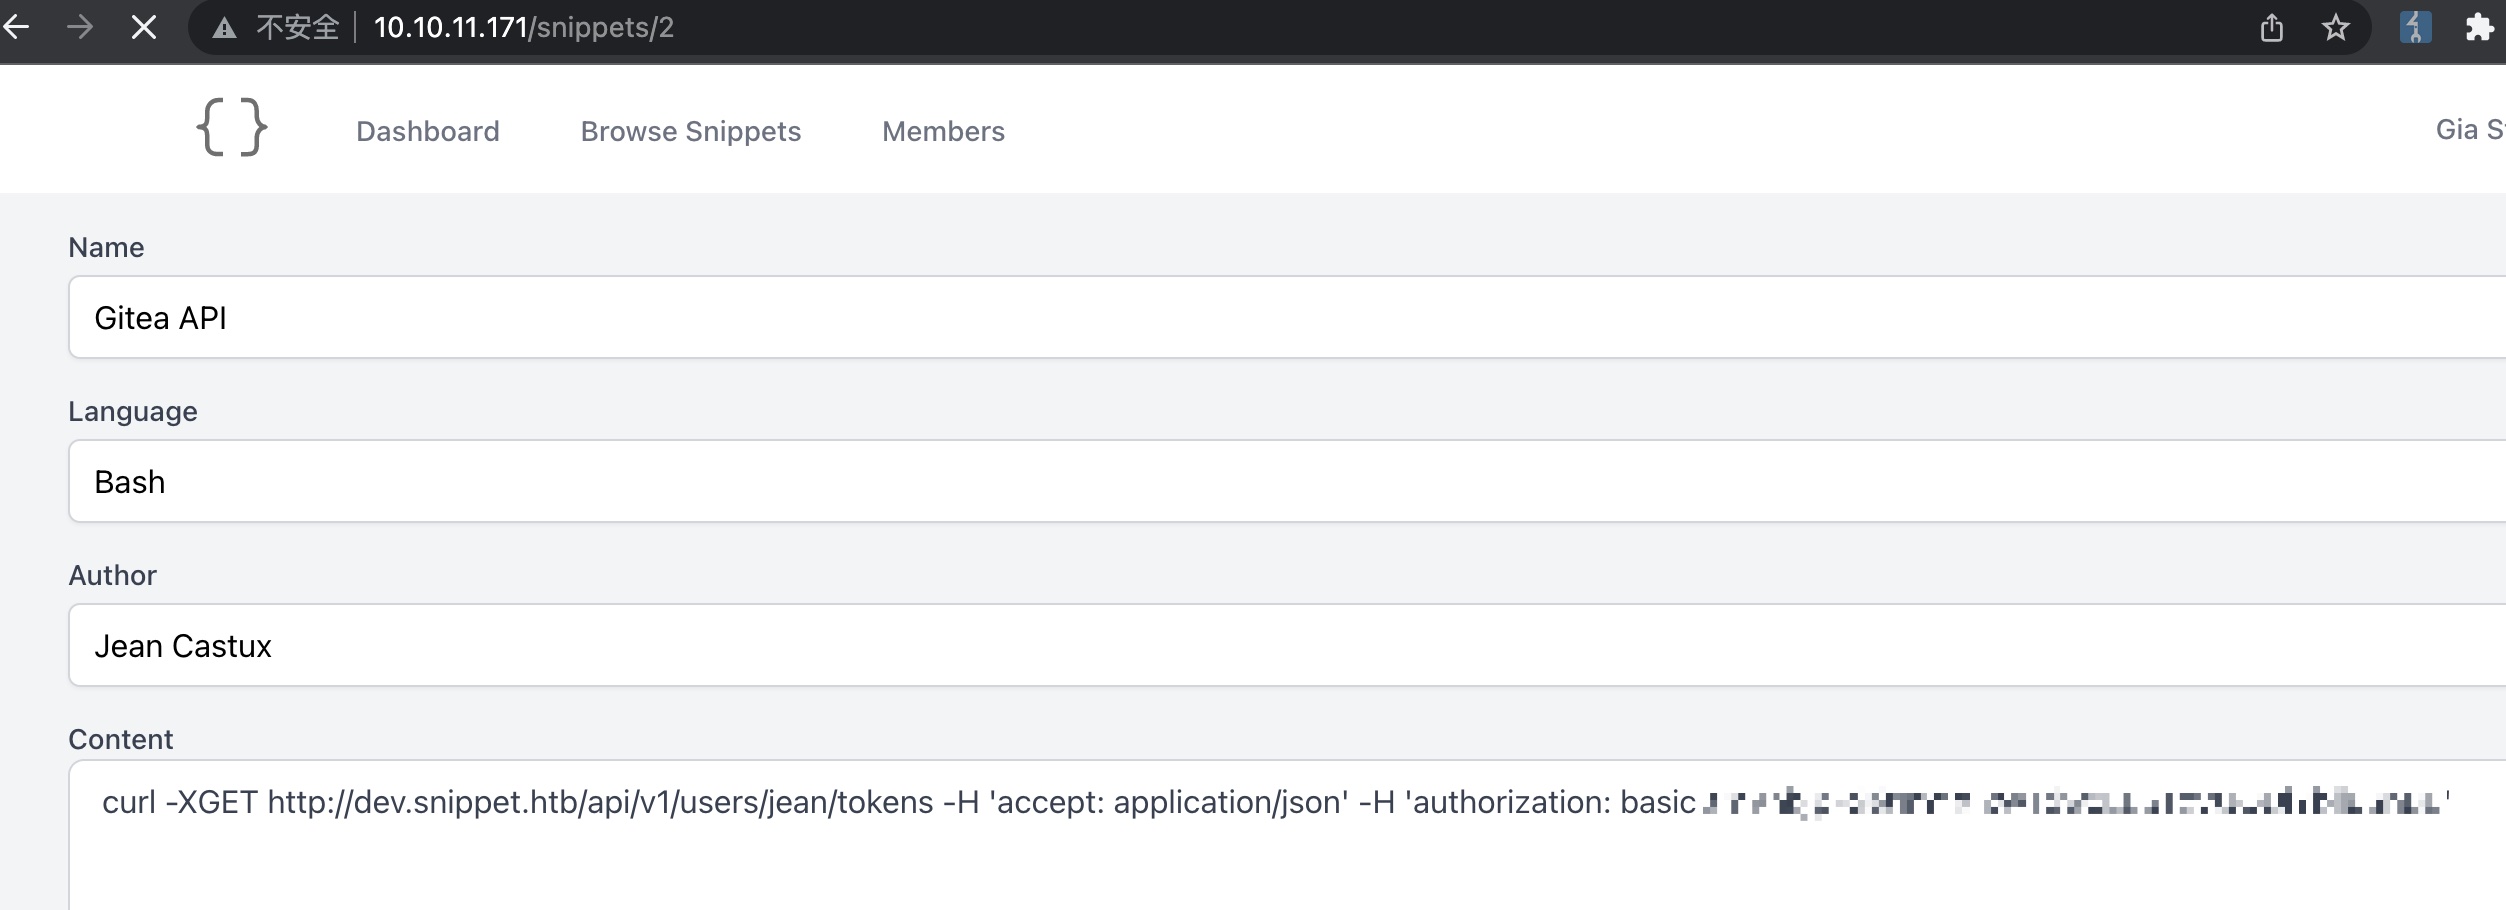 不安全 10.10.11.171/snippets/2
{ } Dashboard Browse Snippets Members Gia
Name
Gitea API
Language
Bash
Author
Jean Castux
Content
curl -XGET http://dev.snippet.htb/api/v1/users/jean/tokens -H 'accept: application/json' -H 'authorization: basic '